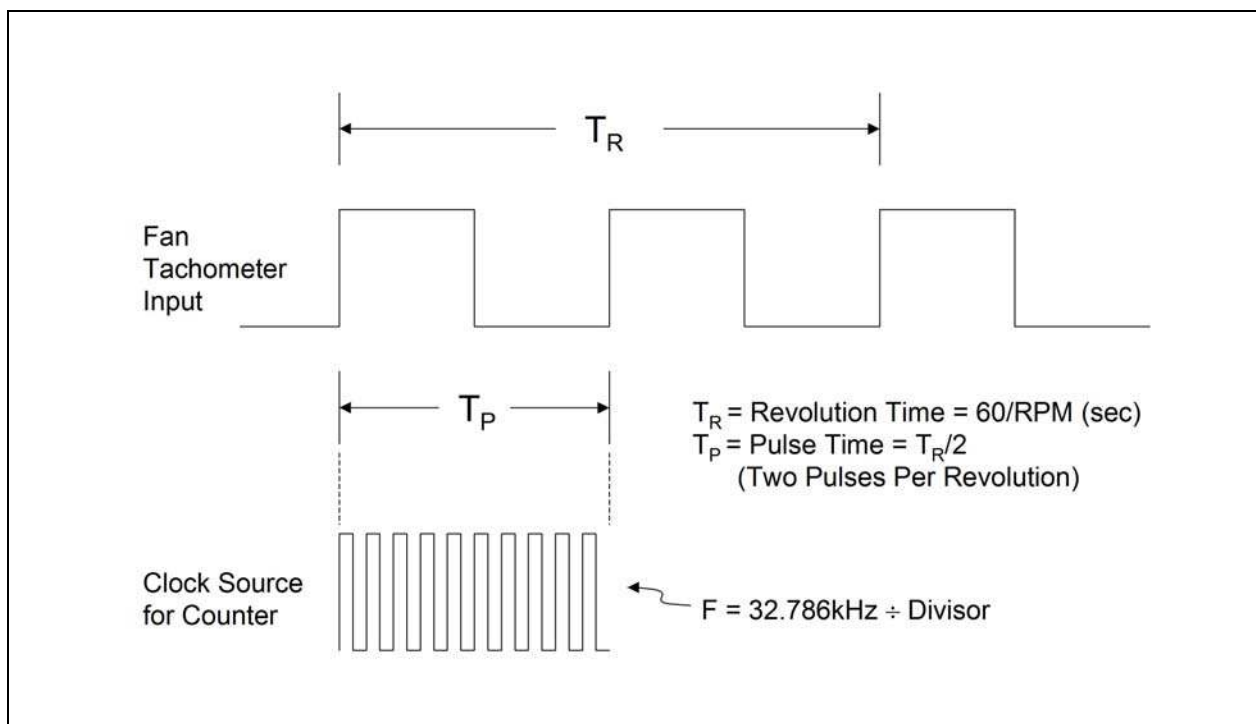 T_R
Fan
Tachometer
Input
T_P
T_R = Revolution Time = 60/RPM (sec)
T_P = Pulse Time = T_R/2
(Two Pulses Per Revolution)
Clock Source
for Counter
F = 32.786kHz ÷ Divisor